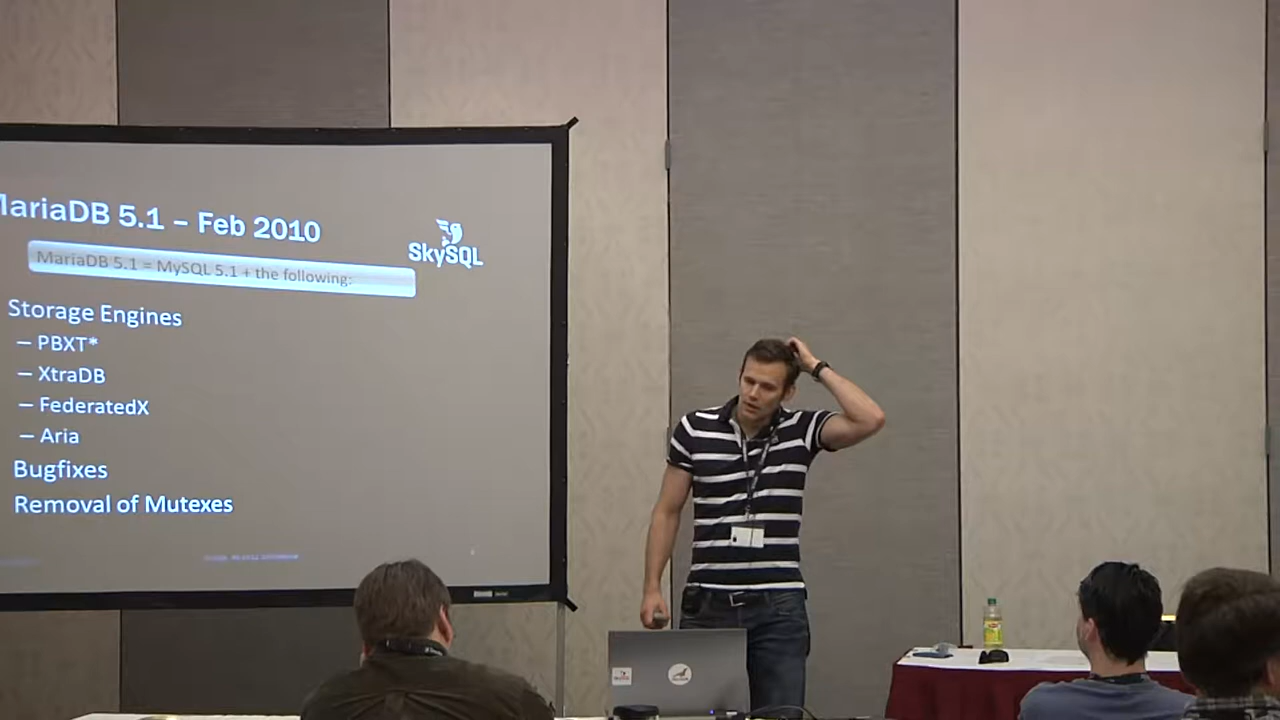 MariaDB 5.1 – Feb 2010
SkySQL
MariaDB 5.1 = MySQL 5.1 + the following:
Storage Engines
– PBXT*
– XtraDB
– FederatedX
– Aria
Bugfixes
Removal of Mutexes